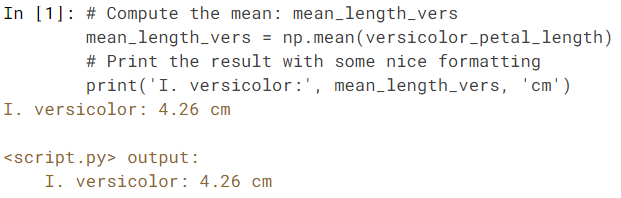 In [1]: # Compute the mean: mean_length_vers
        mean_length_vers = np.mean(versicolor_petal_length)
        # Print the result with some nice formatting
        print('I. versicolor:', mean_length_vers, 'cm')
I. versicolor: 4.26 cm

<script.py> output:
    I. versicolor: 4.26 cm